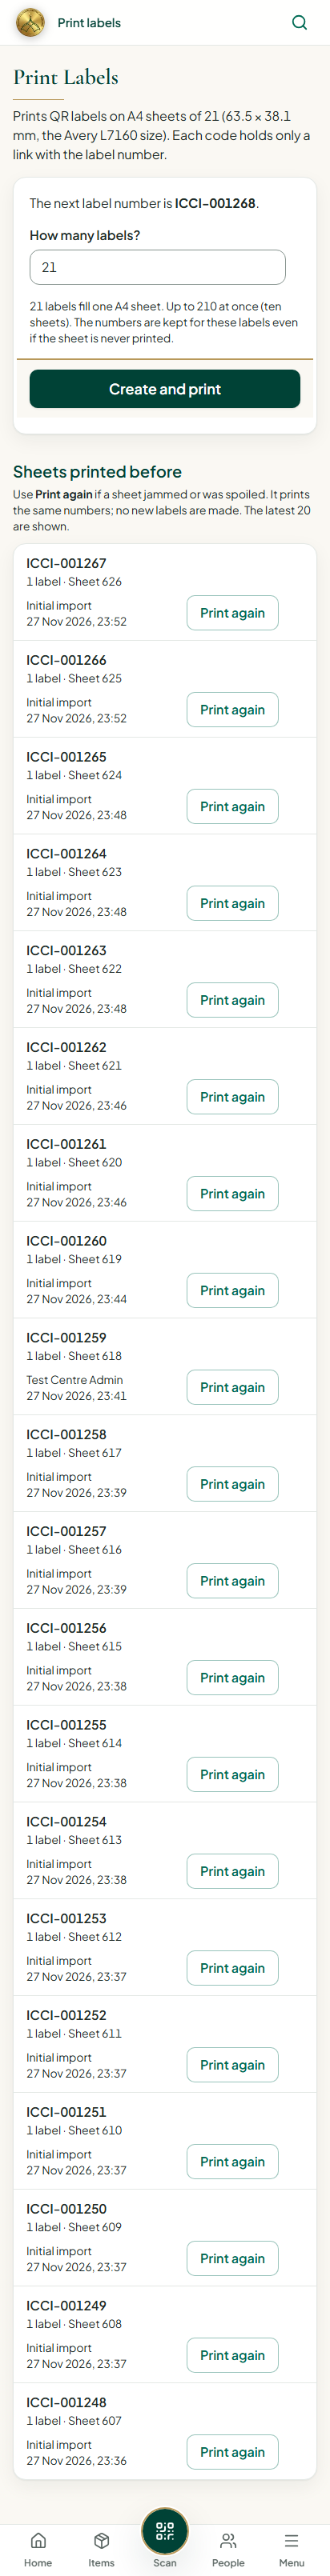 Print labels
Print Labels
Prints QR labels on A4 sheets of 21 (63.5 × 38.1
mm, the Avery L7160 size). Each code holds only a
link with the label number.
The next label number is ICCI-001268.
How many labels?
21
21 labels fill one A4 sheet. Up to 210 at once (ten
sheets). The numbers are kept for these labels even
if the sheet is never printed.
Create and print
Sheets printed before
Use Print again if a sheet jammed or was spoiled. It prints
the same numbers; no new labels are made. The latest 20
are shown.
ICCI-001267
1 label · Sheet 626
Initial import
27 Nov 2026, 23:52
Print again
ICCI-001266
1 label · Sheet 625
Initial import
27 Nov 2026, 23:52
Print again
ICCI-001265
1 label · Sheet 624
Initial import
27 Nov 2026, 23:48
Print again
ICCI-001264
1 label · Sheet 623
Initial import
27 Nov 2026, 23:48
Print again
ICCI-001263
1 label · Sheet 622
Initial import
27 Nov 2026, 23:48
Print again
ICCI-001262
1 label · Sheet 621
Initial import
27 Nov 2026, 23:46
Print again
ICCI-001261
1 label · Sheet 620
Initial import
27 Nov 2026, 23:46
Print again
ICCI-001260
1 label · Sheet 619
Initial import
27 Nov 2026, 23:44
Print again
ICCI-001259
1 label · Sheet 618
Test Centre Admin
27 Nov 2026, 23:41
Print again
ICCI-001258
1 label · Sheet 617
Initial import
27 Nov 2026, 23:39
Print again
ICCI-001257
1 label · Sheet 616
Initial import
27 Nov 2026, 23:39
Print again
ICCI-001256
1 label · Sheet 615
Initial import
27 Nov 2026, 23:38
Print again
ICCI-001255
1 label · Sheet 614
Initial import
27 Nov 2026, 23:38
Print again
ICCI-001254
1 label · Sheet 613
Initial import
27 Nov 2026, 23:38
Print again
ICCI-001253
1 label · Sheet 612
Initial import
27 Nov 2026, 23:37
Print again
ICCI-001252
1 label · Sheet 611
Initial import
27 Nov 2026, 23:37
Print again
ICCI-001251
1 label · Sheet 610
Initial import
27 Nov 2026, 23:37
Print again
ICCI-001250
1 label · Sheet 609
Initial import
27 Nov 2026, 23:37
Print again
ICCI-001249
1 label · Sheet 608
Initial import
27 Nov 2026, 23:37
Print again
ICCI-001248
1 label · Sheet 607
Initial import
27 Nov 2026, 23:36
Print again
Home
Items
Scan
People
Menu